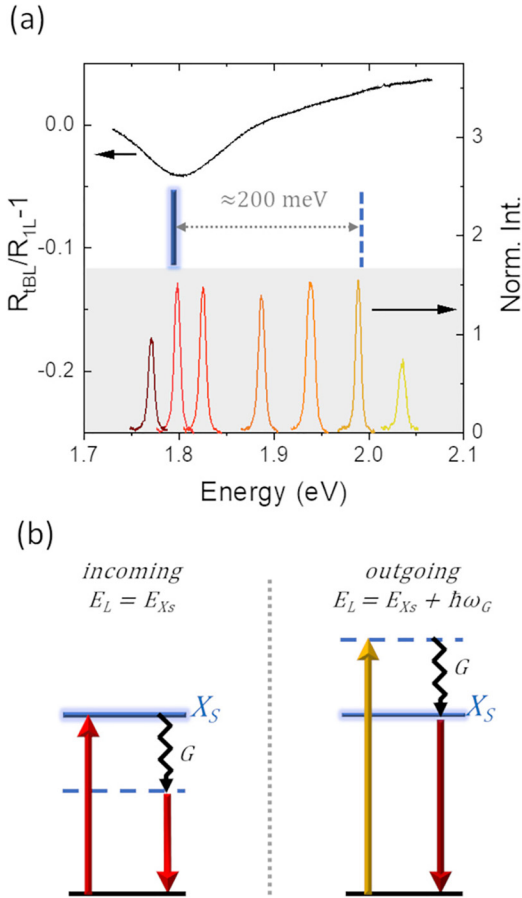 (a)
0.0
-0.1
-0.2
R_tBL/R_1L-1
3
2
1
0
Norm. Int.
≈200 meV
1.7 1.8 1.9 2.0 2.1
Energy (eV)
(b)
incoming
E_L = E_Xs
outgoing
E_L = E_Xs + ħω_G
X_S
G
G
X_S